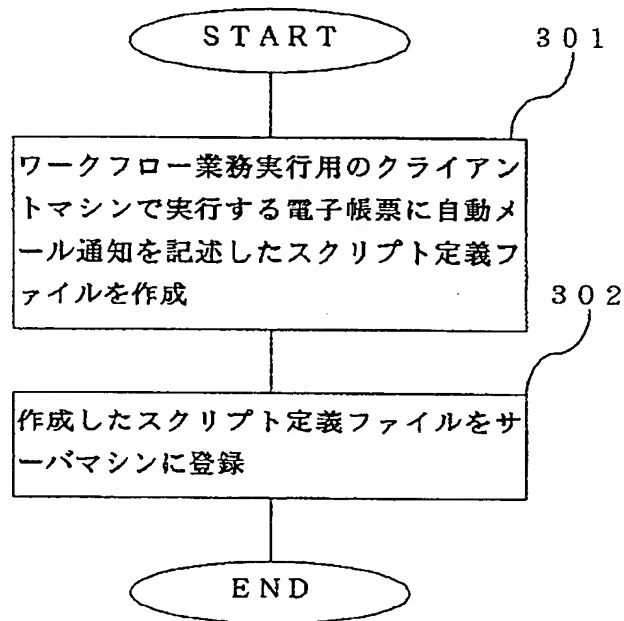 START
301
ワークフロー業務実行用のクライアン
トマシンで実行する電子帳票に自動メ
ール通知を記述したスクリプト定義フ
ァイルを作成
302
作成したスクリプト定義ファイルをサ
ーバマシンに登録
END